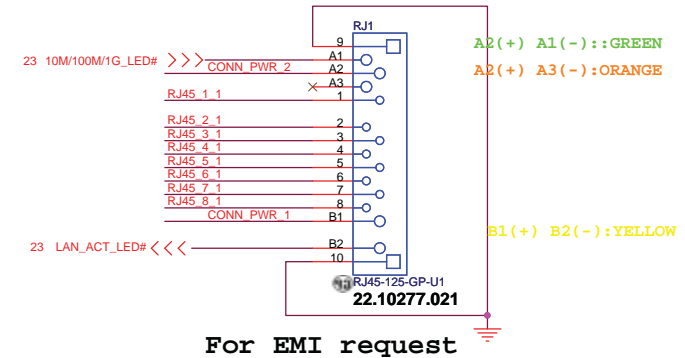 RJ1
9
A2(+) A1(-)::GREEN
23 10M/100M/1G_LED#
A1
CONN_PWR_2
A2
A2(+) A3(-):ORANGE
A3
RJ45_1_1
1
RJ45_2_1
2
RJ45_3_1
3
RJ45_4_1
4
RJ45_5_1
5
RJ45_6_1
6
RJ45_7_1
7
RJ45_8_1
8
CONN_PWR_1
B1
B1(+) B2(-):YELLOW
23 LAN_ACT_LED#
B2
10
RJ45-125-GP-U1
22.10277.021
For EMI request